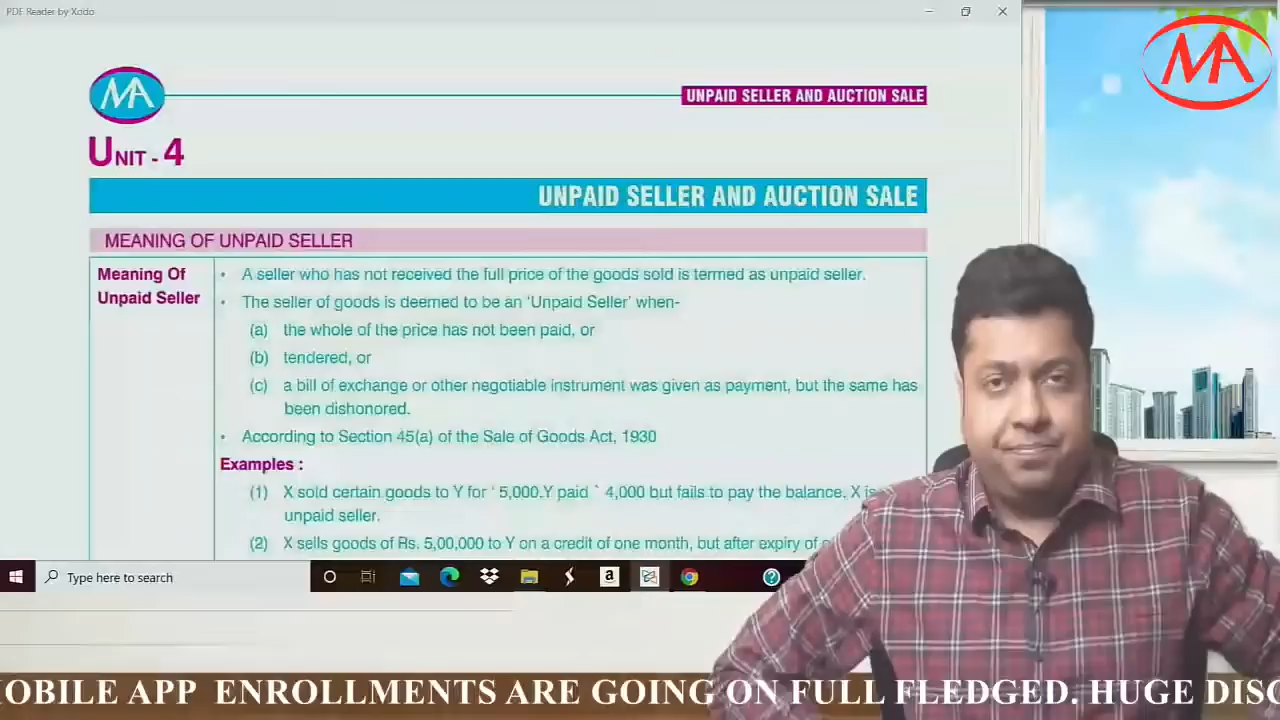 PDF Reader by Xodo
MA
MA
UNPAID SELLER AND AUCTION SALE
UNIT - 4
UNPAID SELLER AND AUCTION SALE
MEANING OF UNPAID SELLER
Meaning Of
Unpaid Seller
• A seller who has not received the full price of the goods sold is termed as unpaid seller.
• The seller of goods is deemed to be an ‘Unpaid Seller’ when-
(a) the whole of the price has not been paid, or
(b) tendered, or
(c) a bill of exchange or other negotiable instrument was given as payment, but the same has
been dishonored.
• According to Section 45(a) of the Sale of Goods Act, 1930
Examples :
(1) X sold certain goods to Y for ‘ 5,000.Y paid ` 4,000 but fails to pay the balance. X is
unpaid seller.
(2) X sells goods of Rs. 5,00,000 to Y on a credit of one month, but after expiry of
Type here to search
a
?
OBILE APP ENROLLMENTS ARE GOING ON FULL FLEDGED. HUGE DISC